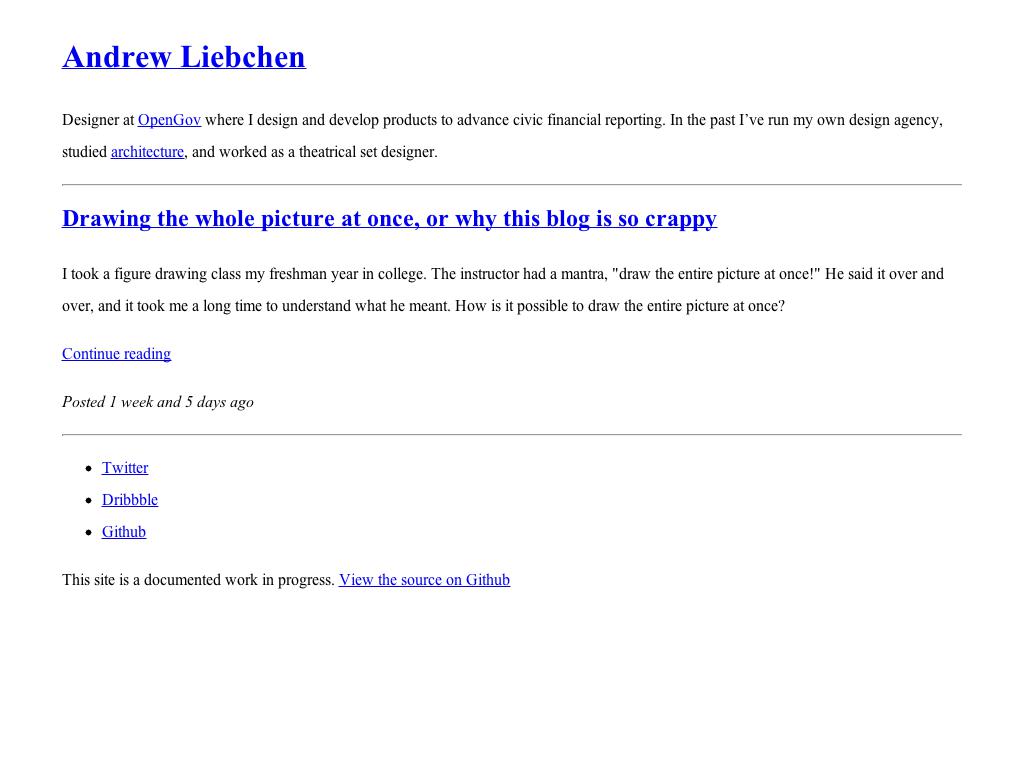 Andrew Liebchen
Designer at OpenGov where I design and develop products to advance civic financial reporting. In the past I’ve run my own design agency,
studied architecture, and worked as a theatrical set designer.
Drawing the whole picture at once, or why this blog is so crappy
I took a figure drawing class my freshman year in college. The instructor had a mantra, "draw the entire picture at once!" He said it over and
over, and it took me a long time to understand what he meant. How is it possible to draw the entire picture at once?
Continue reading
Posted 1 week and 5 days ago
Twitter
Dribbble
Github
This site is a documented work in progress. View the source on Github